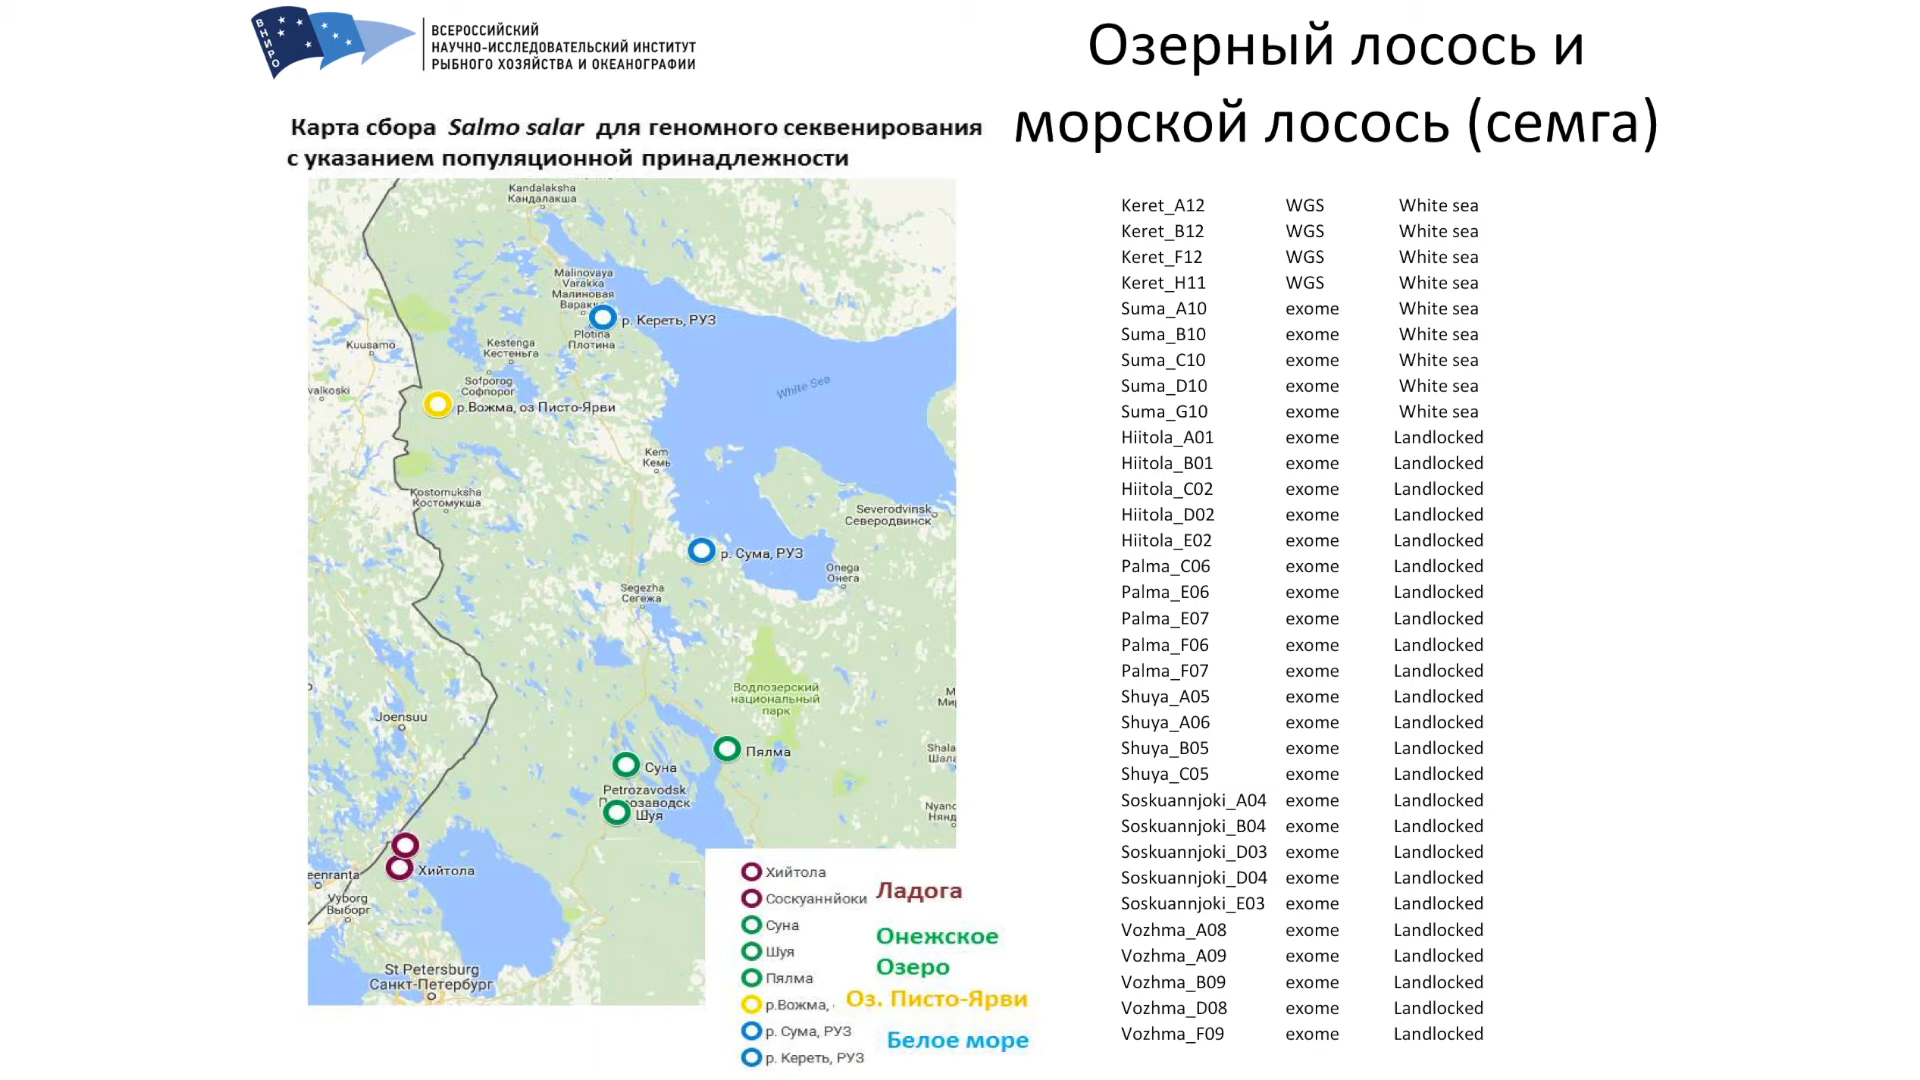 ВНИРО
ВСЕРОССИЙСКИЙ
НАУЧНО-ИССЛЕДОВАТЕЛЬСКИЙ ИНСТИТУТ
РЫБНОГО ХОЗЯЙСТВА И ОКЕАНОГРАФИИ
Озерный лосось и
морской лосось (семга)
Карта сбора Salmo salar для геномного секвенирования
с указанием популяционной принадлежности
Kandalaksha
Кандалакша
Malinovaya
Varakka
Малиновая
Варакка
р. Кереть, РУЗ
Plotina
Плотина
Kuusamo
Kestenga
Кестеньга
valkoski
Sofporog
Софпорог
р.Вожма, оз Писто-Ярви
White Sea
Kem
Кемь
Kostomuksha
Костомукша
Severodvinsk
Северодвинск
р. Сума, РУЗ
Onega
Онега
Segezha
Сегежа
Водлозерский
национальный
парк
Joensuu
Пялма
Shala
Шала
Суна
Petrozavodsk
Шуя
Nyand
Нянд
Хийтола
eenranta
Vyborg
Выборг
St Petersburg
Санкт-Петербург
Хийтола
Соскуаннйоки
Ладога
Суна
Шуя
Пялма
Онежское
Озеро
р.Вожма,
Оз. Писто-Ярви
р. Сума, РУЗ
р. Кереть, РУЗ
Белое море
Keret_A12 WGS White sea
Keret_B12 WGS White sea
Keret_F12 WGS White sea
Keret_H11 WGS White sea
Suma_A10 exome White sea
Suma_B10 exome White sea
Suma_C10 exome White sea
Suma_D10 exome White sea
Suma_G10 exome White sea
Hiitola_A01 exome Landlocked
Hiitola_B01 exome Landlocked
Hiitola_C02 exome Landlocked
Hiitola_D02 exome Landlocked
Hiitola_E02 exome Landlocked
Palma_C06 exome Landlocked
Palma_E06 exome Landlocked
Palma_E07 exome Landlocked
Palma_F06 exome Landlocked
Palma_F07 exome Landlocked
Shuya_A05 exome Landlocked
Shuya_A06 exome Landlocked
Shuya_B05 exome Landlocked
Shuya_C05 exome Landlocked
Soskuannjoki_A04 exome Landlocked
Soskuannjoki_B04 exome Landlocked
Soskuannjoki_D03 exome Landlocked
Soskuannjoki_D04 exome Landlocked
Soskuannjoki_E03 exome Landlocked
Vozhma_A08 exome Landlocked
Vozhma_A09 exome Landlocked
Vozhma_B09 exome Landlocked
Vozhma_D08 exome Landlocked
Vozhma_F09 exome Landlocked